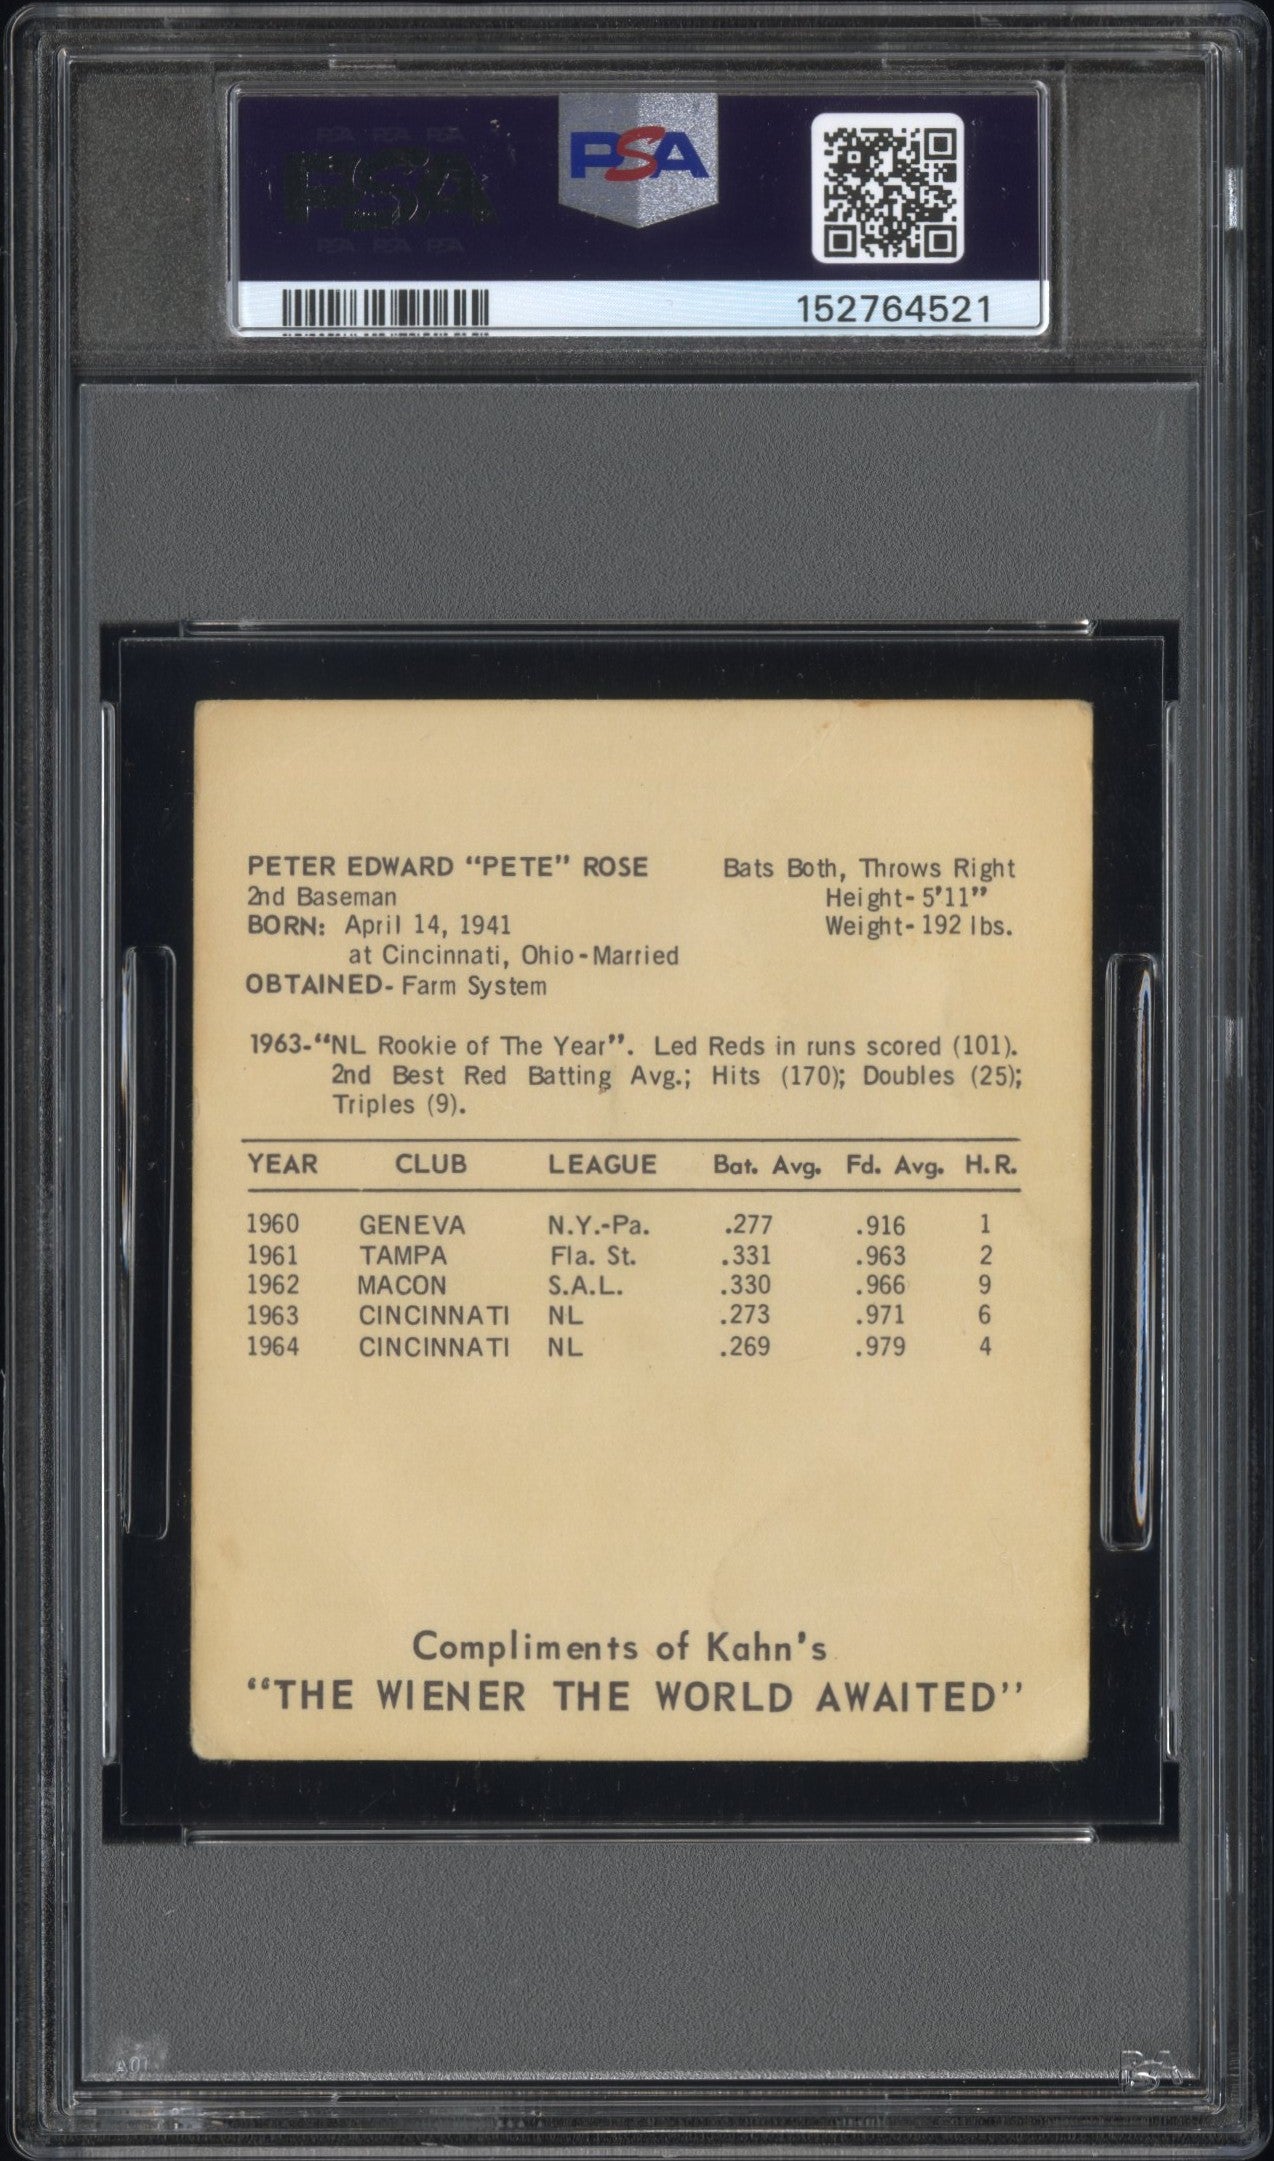 PSA
152764521
PETER EDWARD "PETE" ROSE Bats Both, Throws Right
2nd Baseman Height- 5'11"
BORN: April 14, 1941 Weight- 192 lbs.
at Cincinnati, Ohio-Married
OBTAINED- Farm System
1963-"NL Rookie of The Year". Led Reds in runs scored (101).
2nd Best Red Batting Avg.; Hits (170); Doubles (25);
Triples (9).
YEAR CLUB LEAGUE Bat. Avg. Fd. Avg. H.R.
1960 GENEVA N.Y.-Pa. .277 .916 1
1961 TAMPA Fla. St. .331 .963 2
1962 MACON S.A.L. .330 .966 9
1963 CINCINNATI NL .273 .971 6
1964 CINCINNATI NL .269 .979 4
Compliments of Kahn's
"THE WIENER THE WORLD AWAITED"